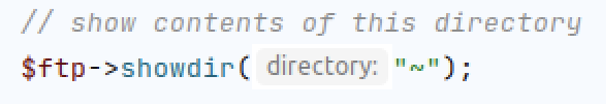 // show contents of this directory
$ftp->showdir( directory: "~");